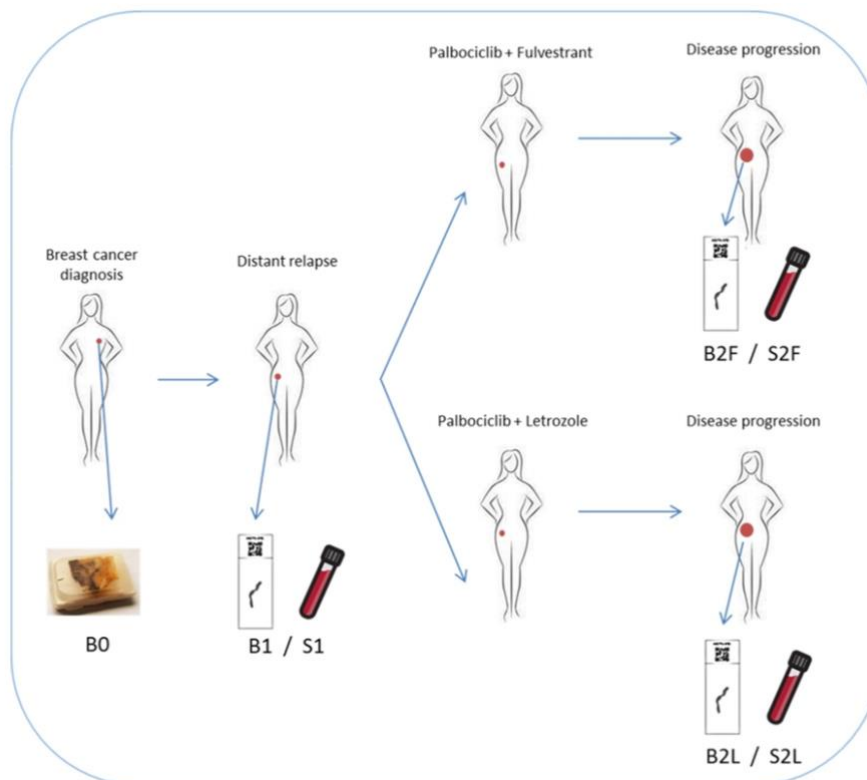 Palbociclib + Fulvestrant
Disease progression
B2F / S2F
Breast cancer
diagnosis
Distant relapse
B0
B1 / S1
Palbociclib + Letrozole
Disease progression
B2L / S2L